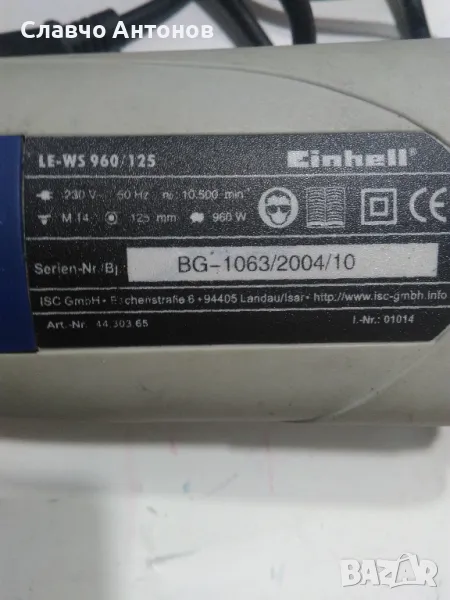 Славчо Антонов
LE-WS 960/125 Einhell®
230 V~ 50 Hz n₀: 10.500 min⁻¹
M 14 125 mm 960 W CE
Serien-Nr./Bj.: BG-1063/2004/10
ISC GmbH • Eschenstraße 6 • 94405 Landau/Isar • http://www.isc-gmbh.info
Art.-Nr. 44.303.65 I.-Nr.: 01014
BAZAR